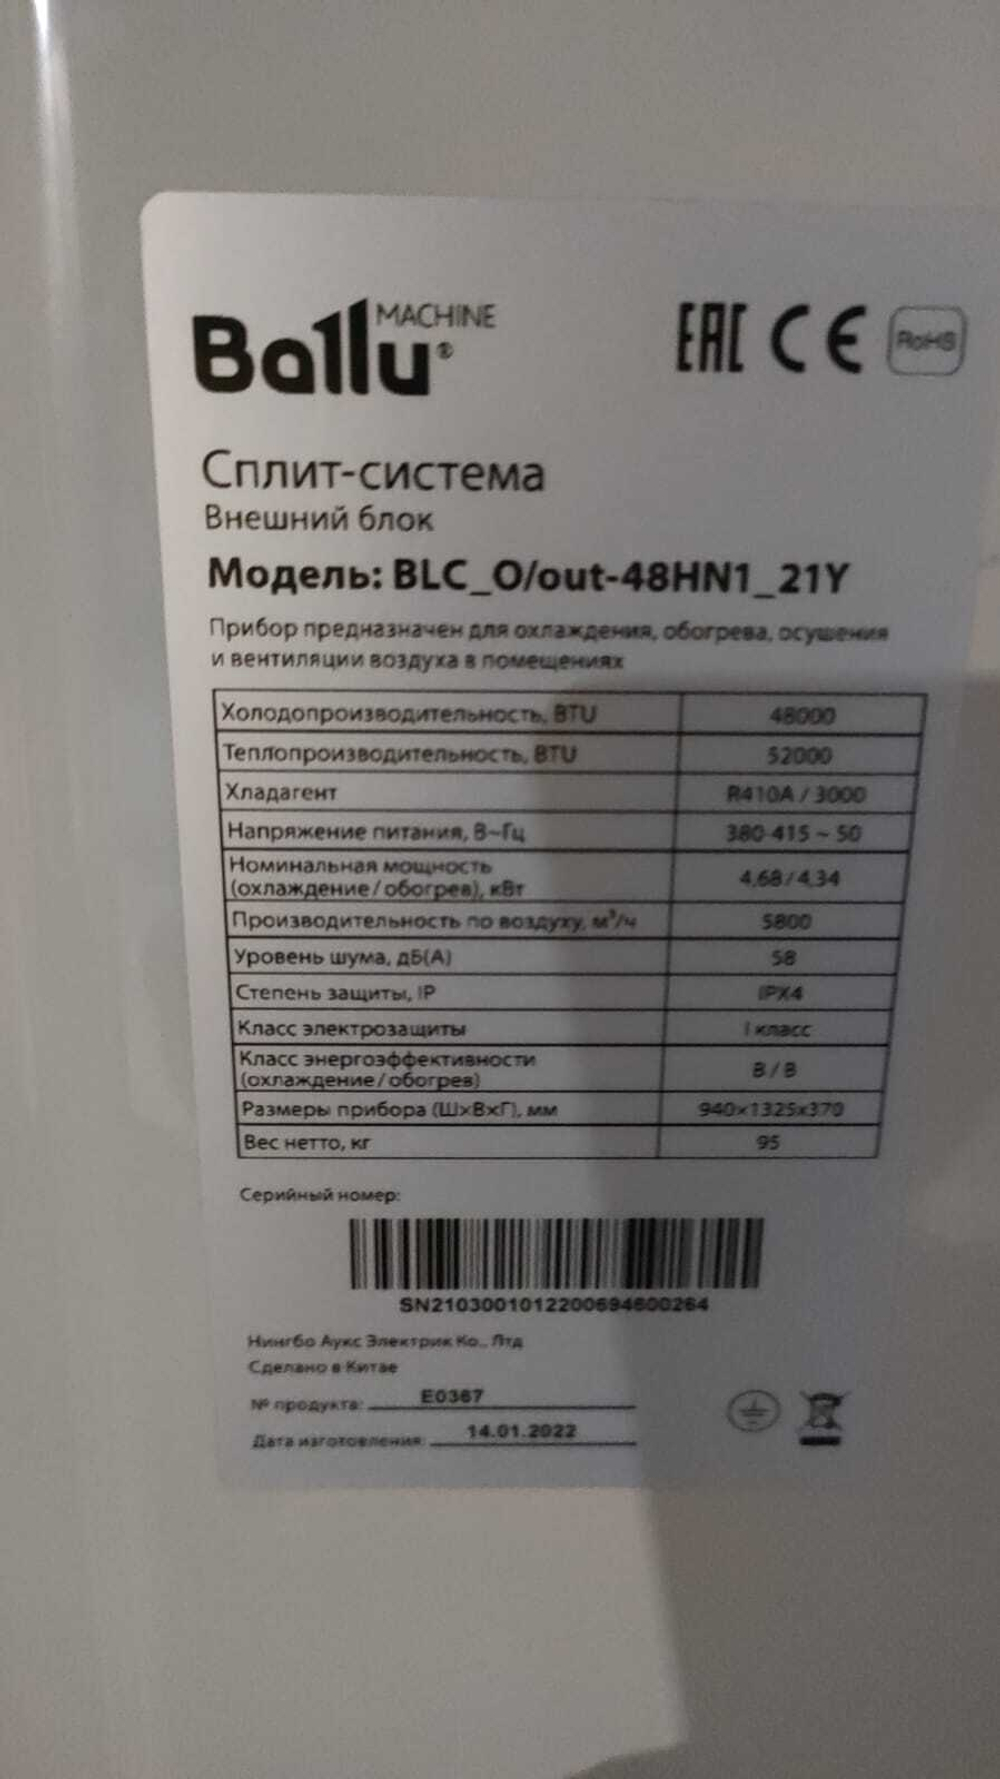 Ballu® MACHINE
EAC CE RoHS
Сплит-система
Внешний блок
Модель: BLC_O/out-48HN1_21Y
Прибор предназначен для охлаждения, обогрева, осушения
и вентиляции воздуха в помещениях
Холодопроизводительность, BTU 48000
Теплопроизводительность, BTU 52000
Хладагент R410A / 3000
Напряжение питания, В~Гц 380-415 ~ 50
Номинальная мощность
(охлаждение / обогрев), кВт 4.68 / 4.34
Производительность по воздуху, м³/ч 5800
Уровень шума, дБ(А) 58
Степень защиты, IP IPX4
Класс электрозащиты I класс
Класс энергоэффективности
(охлаждение / обогрев) B / B
Размеры прибора (Ш×В×Г), мм 940×1325×370
Вес нетто, кг 95
Серийный номер:
SN2103001012200694600264
Нингбо Аукс Электрик Ко., Лтд
Сделано в Китае
№ продукта: E0367
Дата изготовления: 14.01.2022